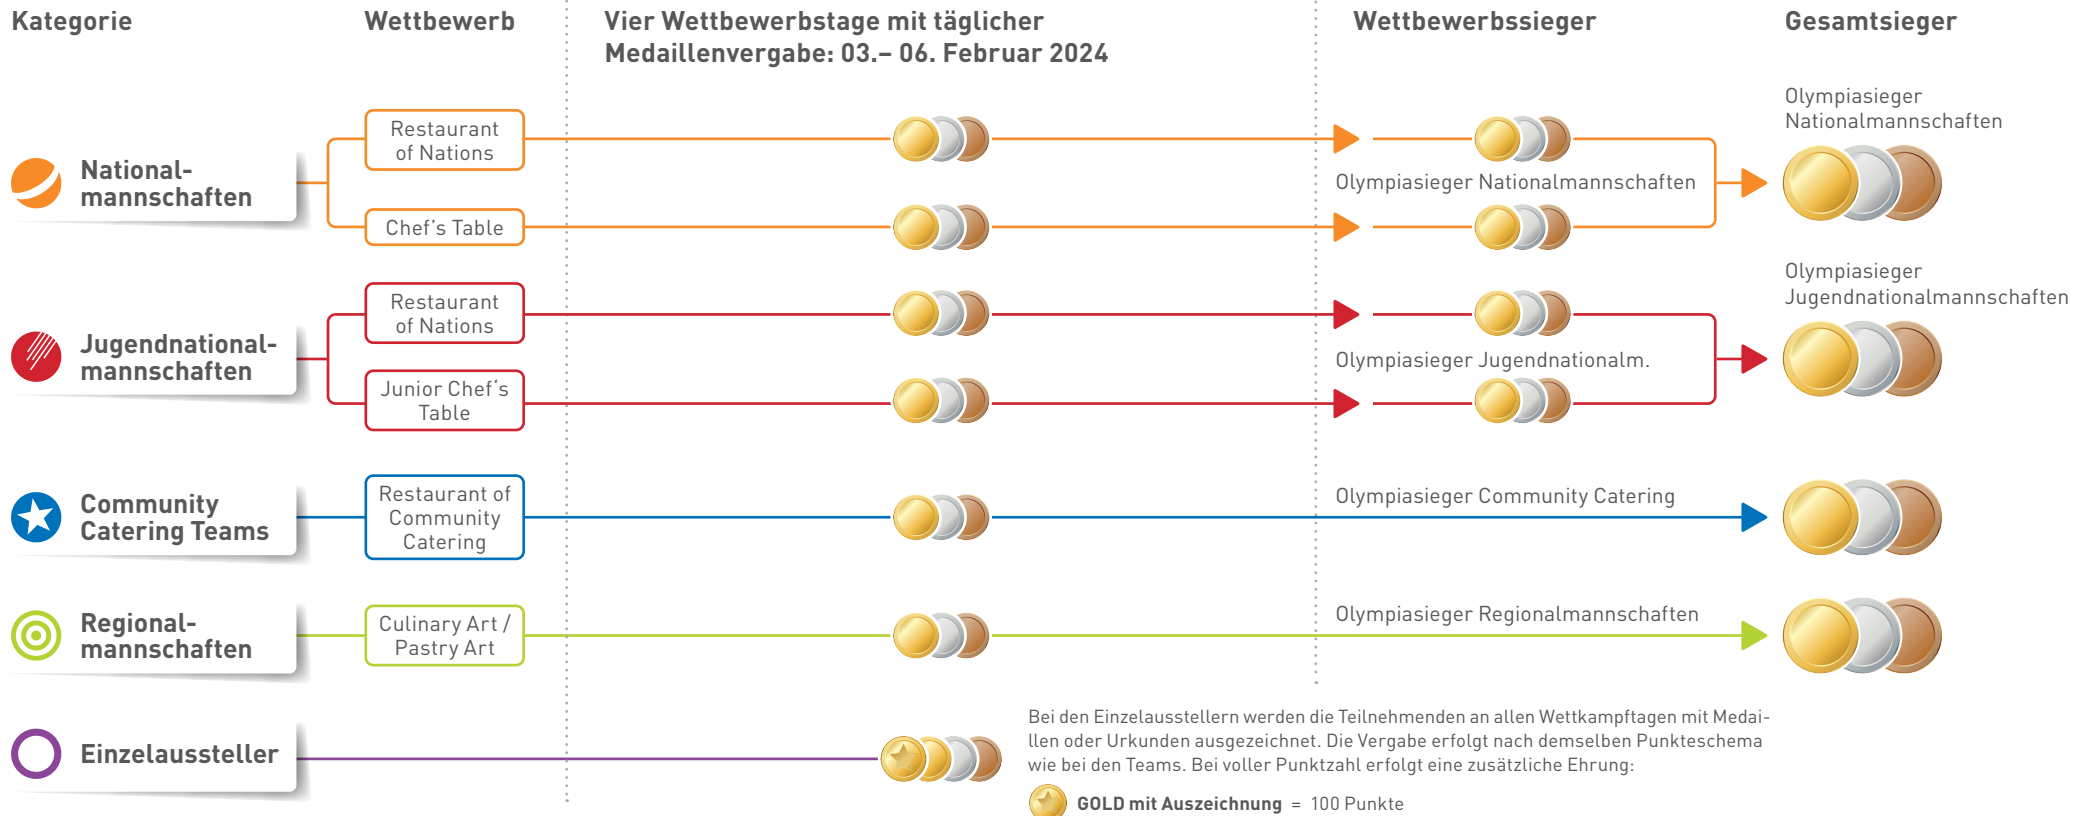 Kategorie
Wettbewerb
Vier Wettbewerbstage mit täglicher
Medaillenvergabe: 03.– 06. Februar 2024
Wettbewerbssieger
Gesamtsieger
National-
mannschaften
Restaurant
of Nations
Chef's Table
Olympiasieger Nationalmannschaften
Olympiasieger
Nationalmannschaften
Jugendnational-
mannschaften
Restaurant
of Nations
Junior Chef's
Table
Olympiasieger Jugendnationalm.
Olympiasieger
Jugendnationalmannschaften
Community
Catering Teams
Restaurant of
Community
Catering
Olympiasieger Community Catering
Regional-
mannschaften
Culinary Art /
Pastry Art
Olympiasieger Regionalmannschaften
Einzelaussteller
Bei den Einzelausstellern werden die Teilnehmenden an allen Wettkampftagen mit Medai-
llen oder Urkunden ausgezeichnet. Die Vergabe erfolgt nach demselben Punkteschema
wie bei den Teams. Bei voller Punktzahl erfolgt eine zusätzliche Ehrung:
GOLD mit Auszeichnung = 100 Punkte